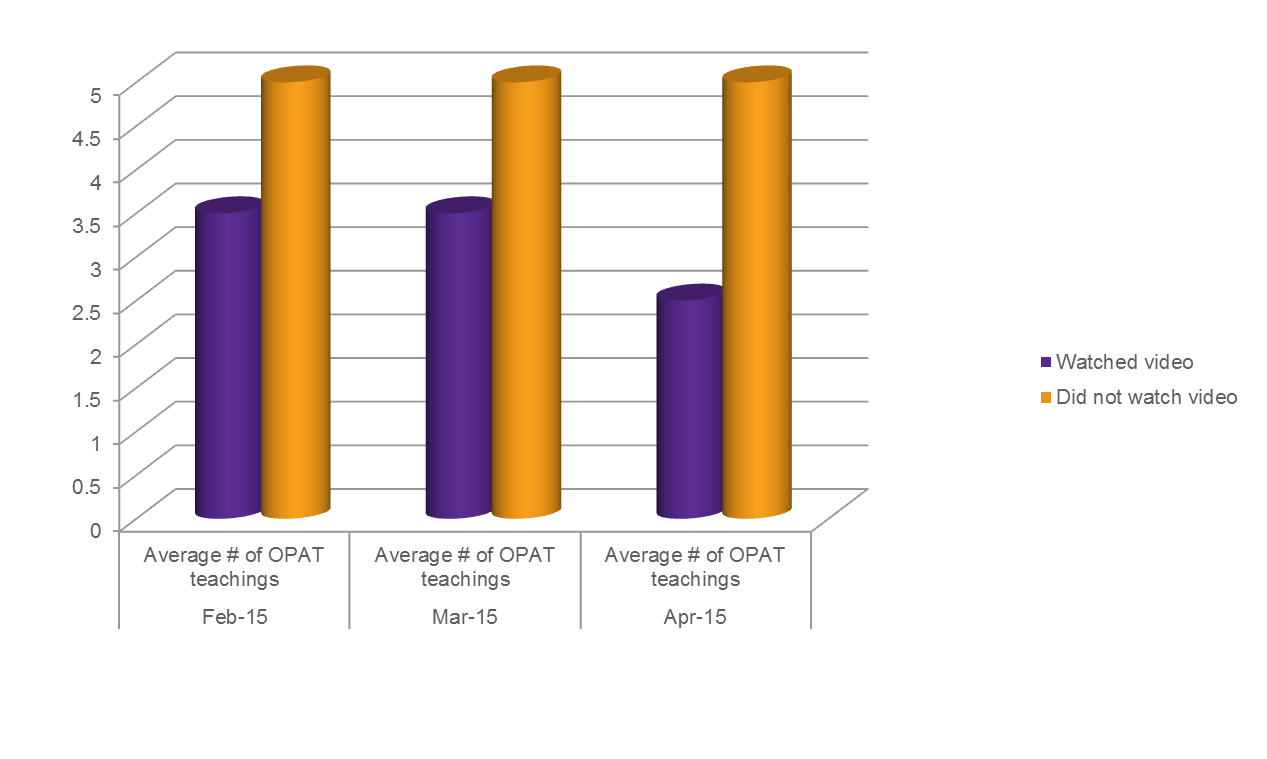 5
4.5
4
3.5
3
2.5
2
1.5
1
0.5
0
Average # of OPAT
teachings
Average # of OPAT
teachings
Average # of OPAT
teachings
Feb-15
Mar-15
Apr-15
Watched video
Did not watch video